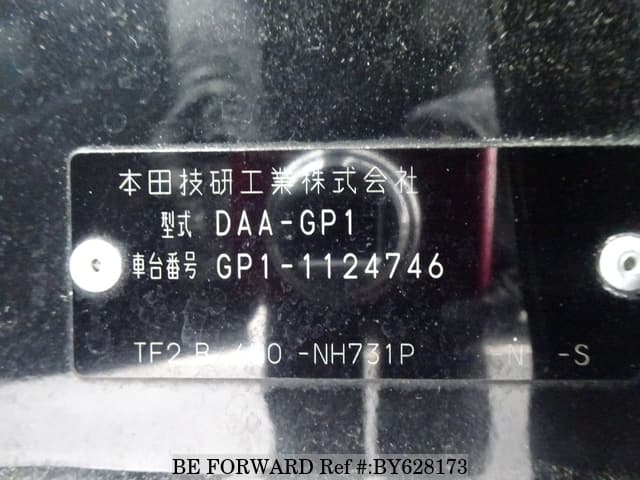 本田技研工業株式会社
型式 DAA-GP1
車台番号 GP1-1124746
-NH731P N -S
BE FORWARD Ref #:BY628173